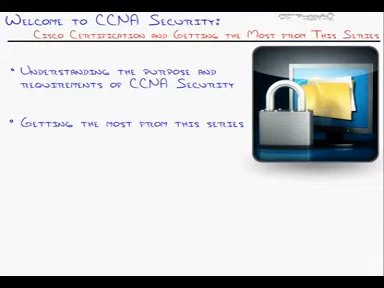 Welcome to CCNA Security:
Cisco Certification and Getting the Most from This Series
• Understanding the purpose and
requirements of CCNA Security
• Getting the most from this series